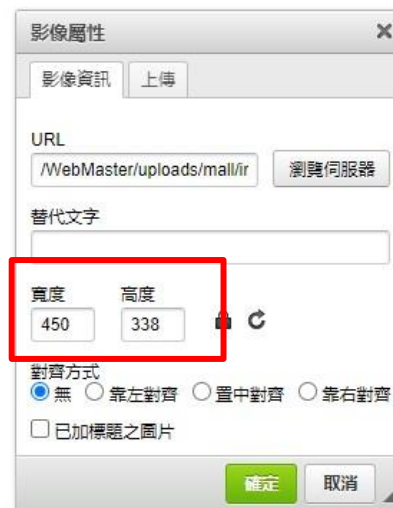 影像屬性
影像資訊 上傳
URL
/WebMaster/uploads/mall/ir 瀏覽伺服器
替代文字
寬度 高度
450 338
對齊方式
無 靠左對齊 置中對齊 靠右對齊
已加標題之圖片
確定 取消